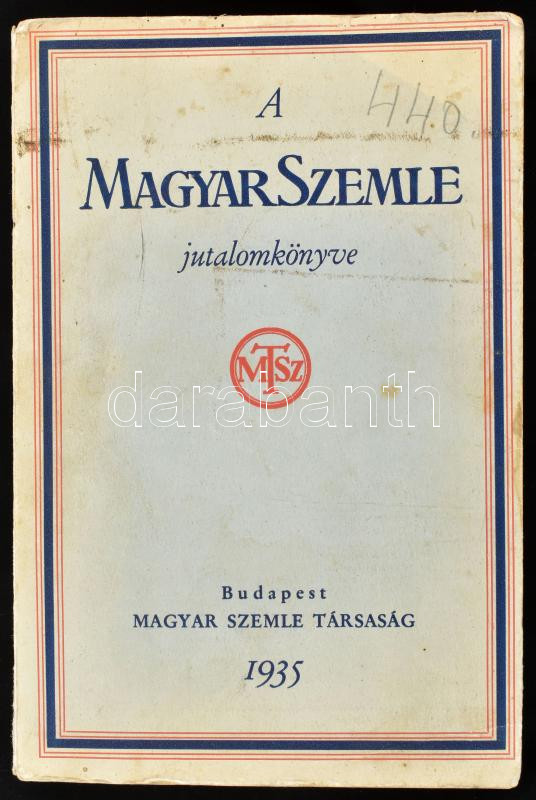 A
440.
MAGYAR SZEMLE
jutalomkönyve
MTSZ
darabanth
Budapest
MAGYAR SZEMLE TÁRSASÁG
1935